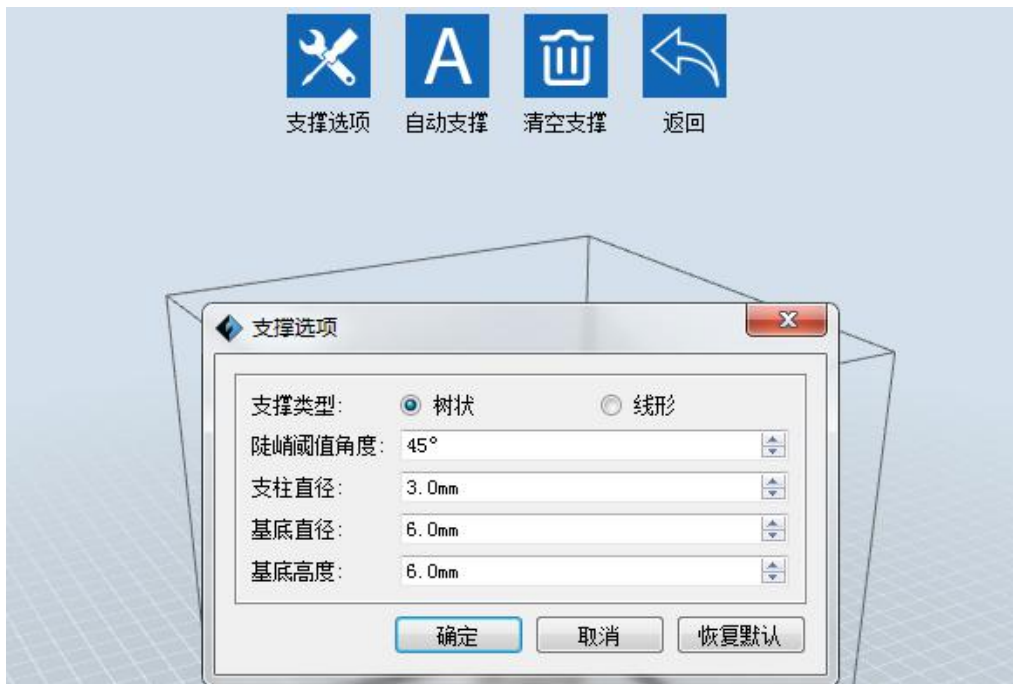 A
支撑选项 自动支撑 清空支撑 返回
支撑选项
支撑类型: 树状 线形
陡峭阈值角度: 45°
支柱直径: 3.0mm
基底直径: 6.0mm
基底高度: 6.0mm
确定 取消 恢复默认